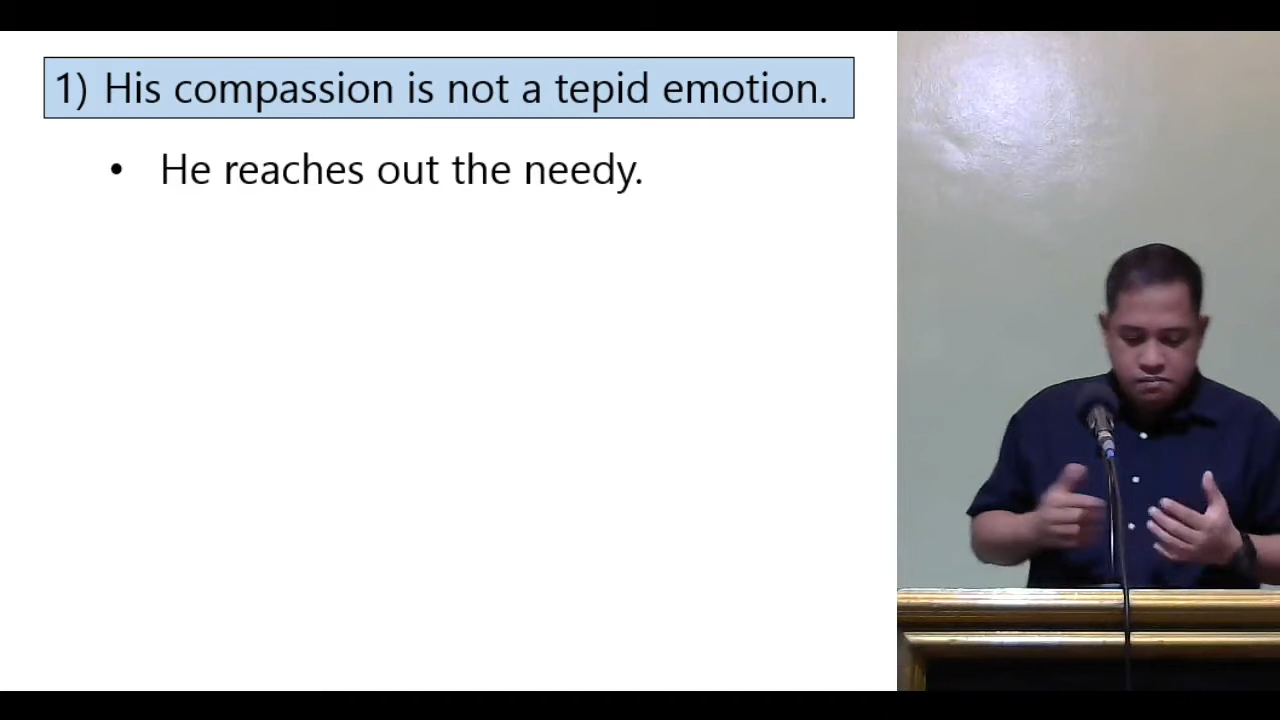 1) His compassion is not a tepid emotion.
• He reaches out the needy.